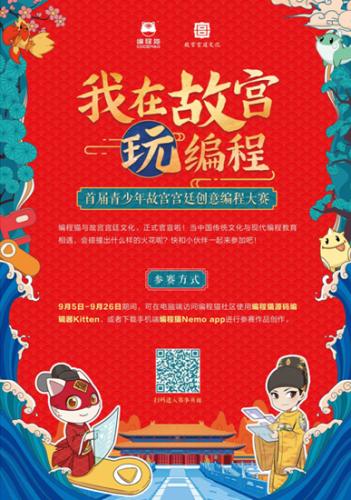 编程猫
CODEMAO
故宫宫廷文化
我在故宫
玩编程
首届青少年故宫宫廷创意编程大赛
编程猫与故宫宫廷文化，正式官宣啦！当中国传统文化与现代编程教育
相遇，会碰撞出什么样的火花呢？快和小伙伴一起来参加吧！
参赛方式
9月5日-9月26日期间，可在电脑端访问编程猫社区使用编程猫源码编
辑器Kitten，或者下载手机端编程猫Nemo app进行参赛作品创作。
扫码进入赛事页面